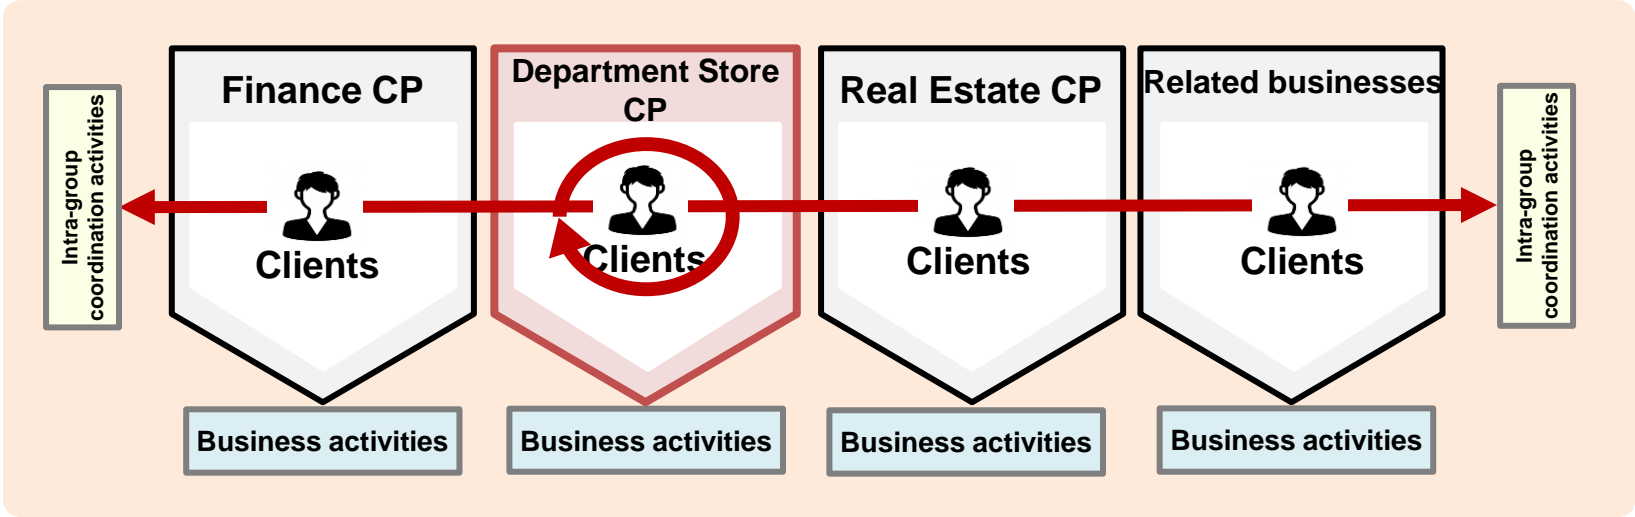 Intra-group
coordination activities
Finance CP
Clients
Business activities
Department Store
CP
Clients
Business activities
Real Estate CP
Clients
Business activities
Related businesses
Clients
Business activities
Intra-group
coordination activities